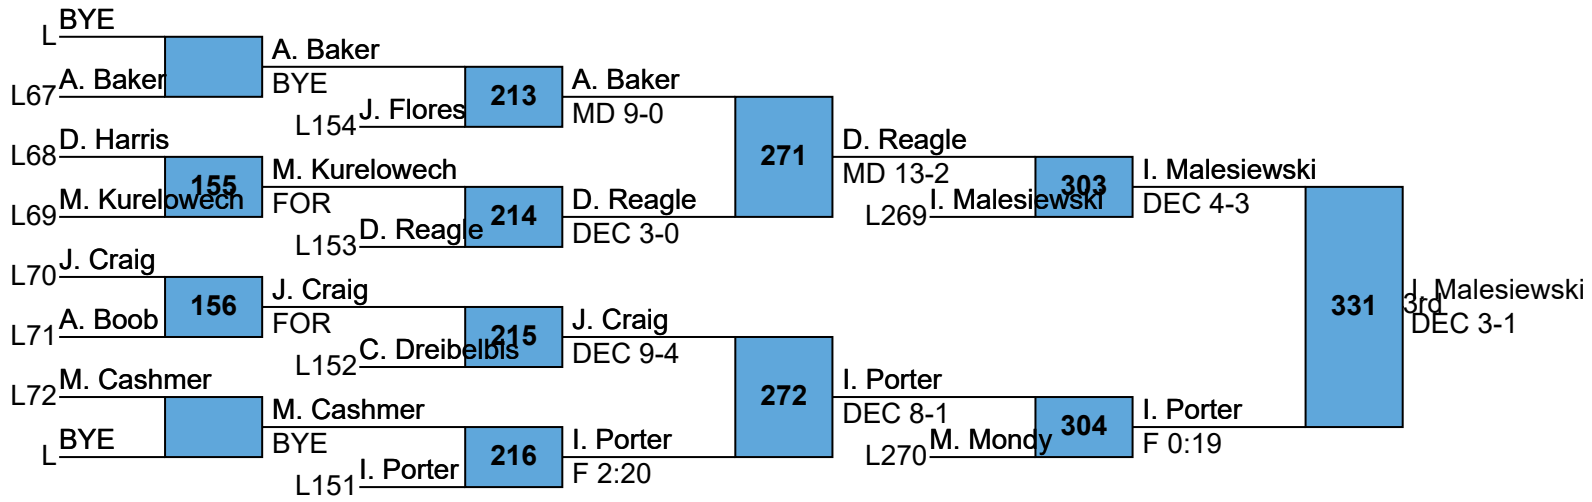 BYE
L
A. Baker
L67
A. Baker
BYE
J. Flores
L154
213
A. Baker
MD 9-0
D. Harris
L68
155
M. Kurelowech
L69
M. Kurelowech
FOR
D. Reagle
L153
214
D. Reagle
DEC 3-0
271
D. Reagle
MD 13-2
I. Malesiewski
L269
303
I. Malesiewski
DEC 4-3
J. Craig
L70
156
A. Boob
L71
J. Craig
FOR
C. Dreibelbis
L152
215
J. Craig
DEC 9-4
M. Cashmer
L72
BYE
L
M. Cashmer
BYE
I. Porter
L151
216
I. Porter
F 2:20
272
I. Porter
DEC 8-1
M. Mondy
L270
304
I. Porter
F 0:19
331
3rd
I. Malesiewski
DEC 3-1